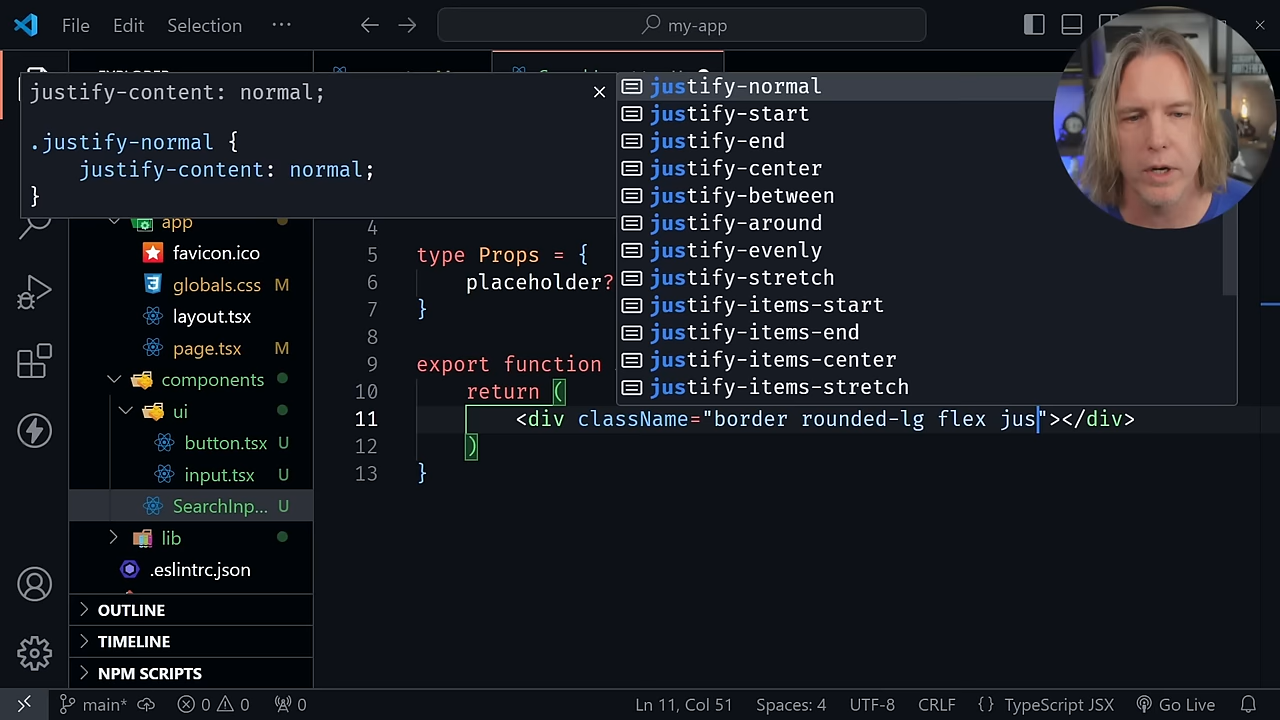 File Edit Selection ··· my-app
justify-content: normal;
.justify-normal {
justify-content: normal;
}
justify-normal
justify-start
justify-end
justify-center
justify-between
justify-around
justify-evenly
justify-stretch
justify-items-start
justify-items-end
justify-items-center
justify-items-stretch
app
favicon.ico
globals.css M
layout.tsx
page.tsx M
components
ui
button.tsx U
input.tsx U
SearchInp... U
lib
.eslintrc.json
OUTLINE
TIMELINE
NPM SCRIPTS
4
5 type Props = {
6 placeholder?
7 }
8
9 export function
10 return (
11 <div className="border rounded-lg flex jus"></div>
12 )
13 }
main* 0 0 0 Ln 11, Col 51 Spaces: 4 UTF-8 CRLF {} TypeScript JSX Go Live